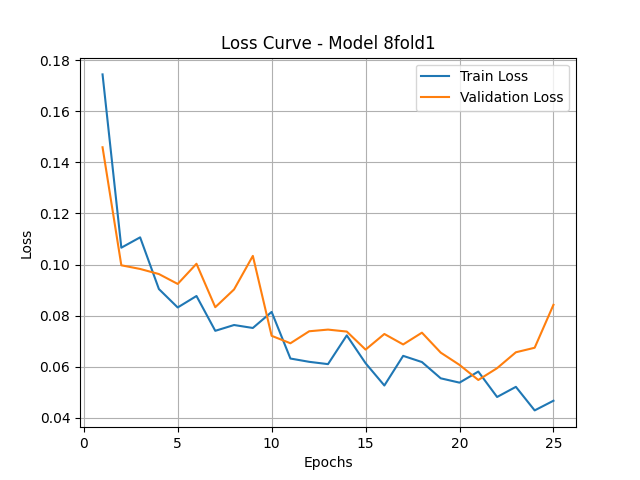 Loss Curve - Model 8fold1
Train Loss
Validation Loss
0.18
0.16
0.14
0.12
0.10
0.08
0.06
0.04
Loss
0 5 10 15 20 25
Epochs